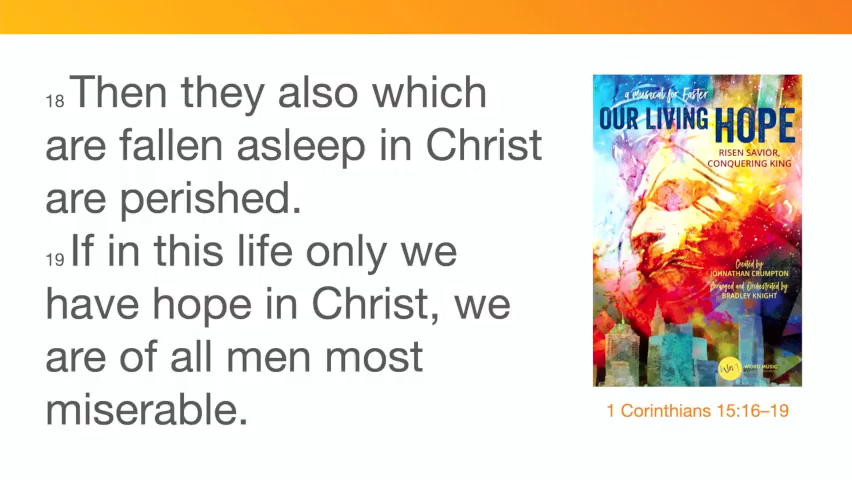 18 Then they also which
are fallen asleep in Christ
are perished.
19 If in this life only we
have hope in Christ, we
are of all men most
miserable.
a musical for Easter
OUR LIVING HOPE
RISEN SAVIOR,
CONQUERING KING
Created by
JOHNATHAN CRUMPTON
Arranged and Orchestrated by
BRADLEY KNIGHT
WORD MUSIC
1 Corinthians 15:16–19